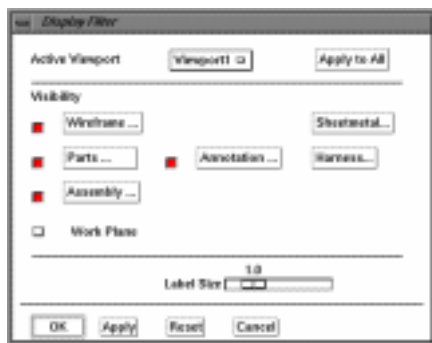 Display Filter
Active Viewport Viewport1 Apply to All
Visibility
Wireframe ... Sheetmetal...
Parts ... Annotation ... Harness...
Assembly ...
Work Plane
1.0
Label Size
OK Apply Reset Cancel